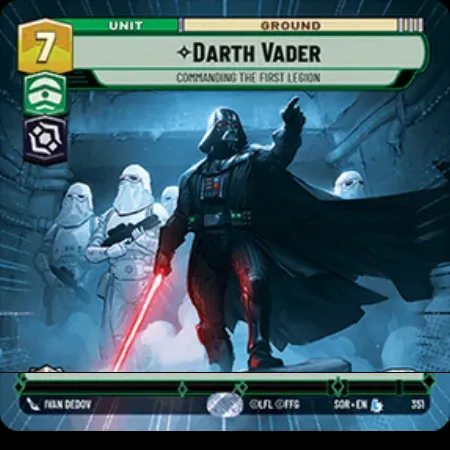 UNIT GROUND
7
DARTH VADER
COMMANDING THE FIRST LEGION
IVAN DEDOV ©LFL ©FFG SOR • EN 351